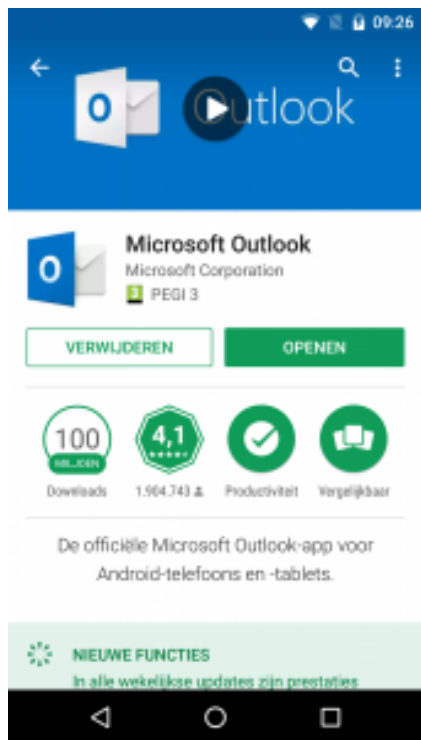 09:26
Outlook
Microsoft Outlook
Microsoft Corporation
3 PEGI 3
VERWIJDEREN
OPENEN
100
MILJOEN
4,1
Downloads
1.904.743
Productiviteit
Vergelijkbaar
De officiële Microsoft Outlook-app voor
Android-telefoons en -tablets.
NIEUWE FUNCTIES
In alle wekelijkse updates zijn prestaties